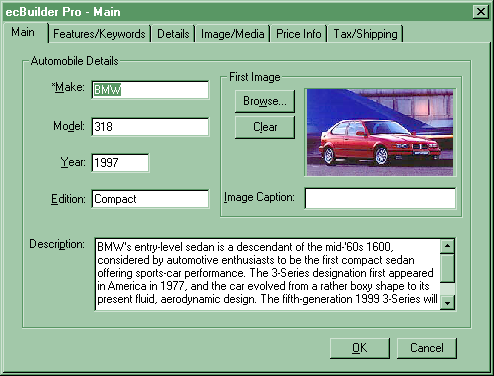 ecBuilder Pro - Main
Main Features/Keywords Details Image/Media Price Info Tax/Shipping
Automobile Details
*Make: BMW
Model: 318
Year: 1997
Edition: Compact
First Image
Browse...
Clear
Image Caption:
Description: BMW's entry-level sedan is a descendant of the mid-'60s 1600,
considered by automotive enthusiasts to be the first compact sedan
offering sports-car performance. The 3-Series designation first appeared
in America in 1977, and the car evolved from a rather boxy shape to its
present fluid, aerodynamic design. The fifth-generation 1999 3-Series will
OK Cancel